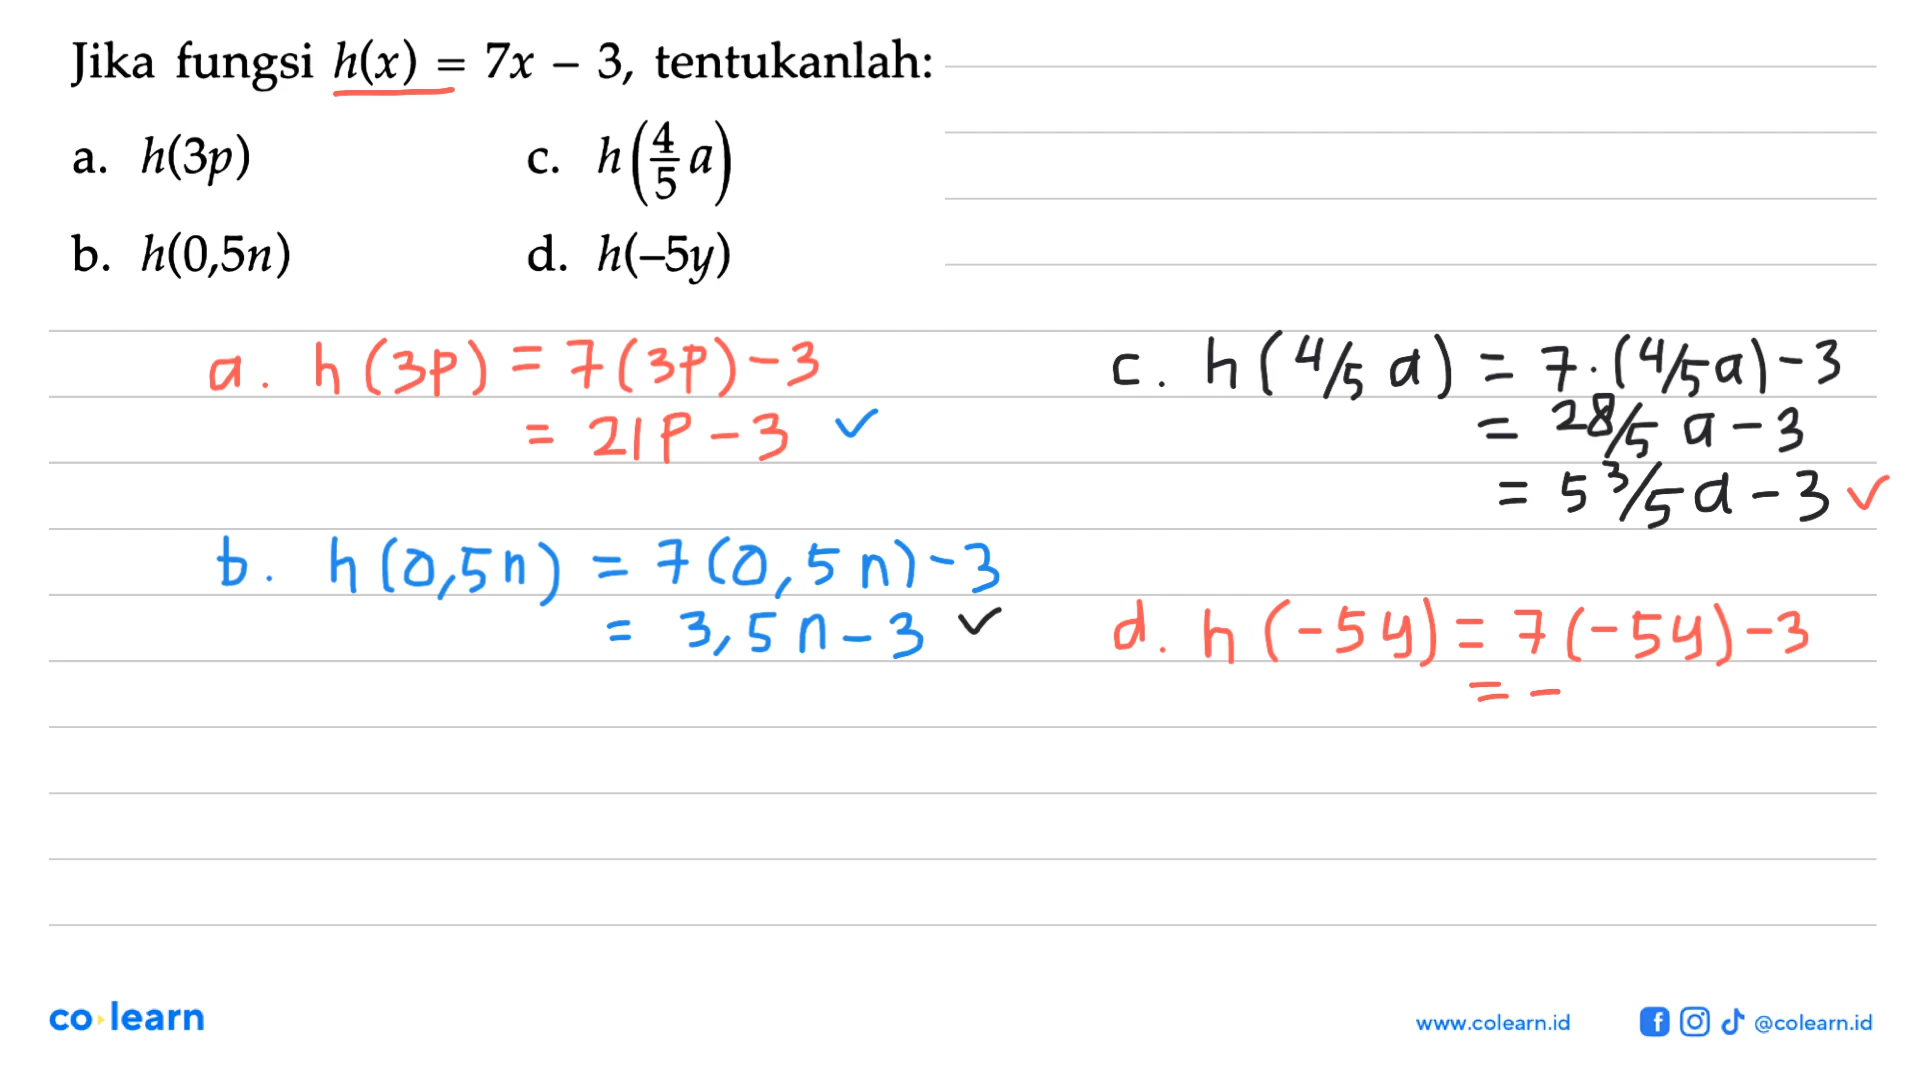 Jika fungsi h(x) = 7x – 3, tentukanlah:
a. h(3p)
c. h(4/5 a)
b. h(0,5n)
d. h(–5y)
a. h(3p) = 7(3p) - 3
= 21p - 3 ✓
b. h(0,5n) = 7(0,5n) - 3
= 3,5n - 3 ✓
c. h(4/5 a) = 7.(4/5a) - 3
= 28/5 a - 3
= 5 3/5 a - 3 ✓
d. h(-5y) = 7(-5y) - 3
= -
co learn
www.colearn.id
@colearn.id